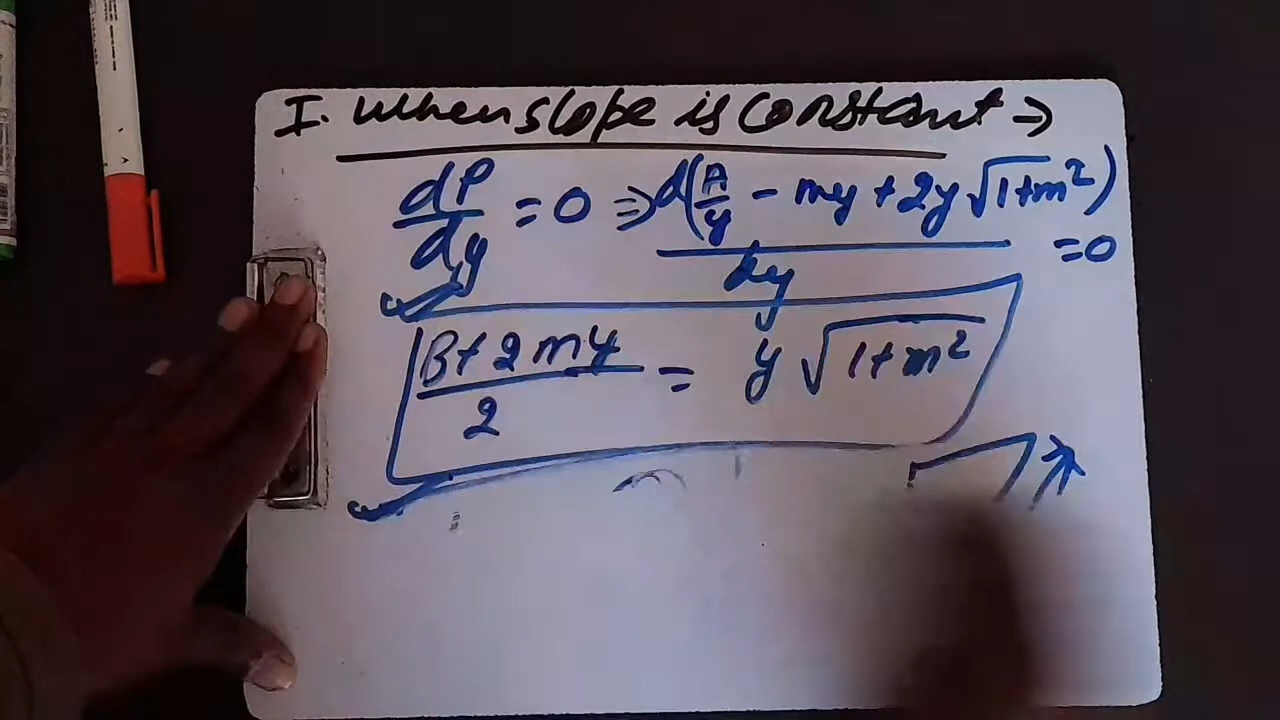 I. When slope is constant ⇒
dP/dy = 0 ⇒ d(A/y - my + 2y√(1+m²))/dy = 0
(B+2my)/2 = y√(1+m²)